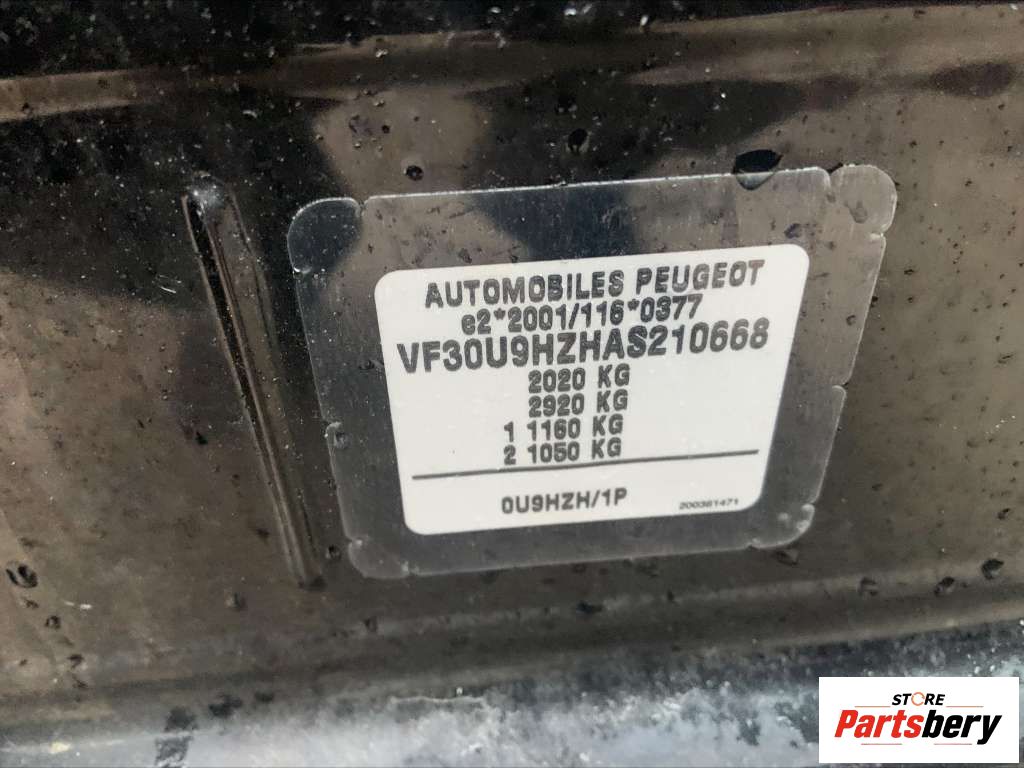 AUTOMOBILES PEUGEOT
e2*2001/116*0377
VF30U9HZHAS210668
2020 KG
2920 KG
1 1160 KG
2 1050 KG
0U9HZH/1P
200381471
STORE
Partsbery